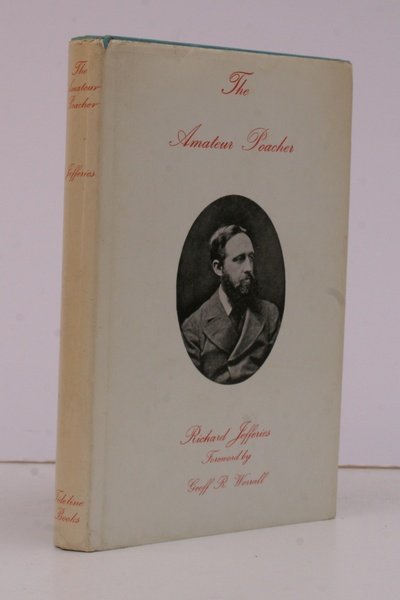 The
Amateur Poacher
Richard Jefferies
Foreword by
Geoff R. Worrall
The
Amateur
Poacher
Jefferies
Tideline
Books